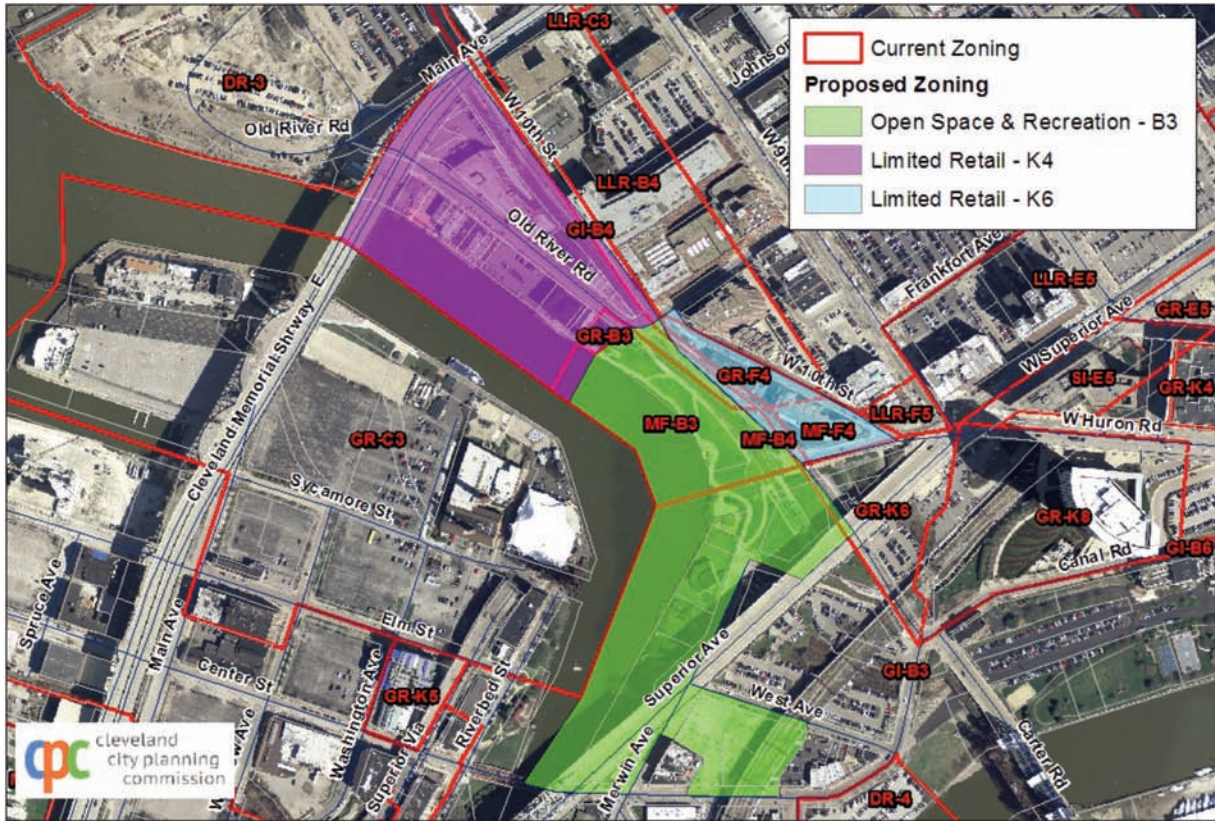 Current Zoning
Proposed Zoning
Open Space & Recreation - B3
Limited Retail - K4
Limited Retail - K6
LLR-C3
Main Ave
Johnson
DR-3
Old River Rd
W 10th St
W 9th
LLR-B4
GI-B4
Old River Rd
Frankfort Ave
LLR-E5
W Superior Ave
GR-E5
Cleveland Memorial Shrwy E
GR-B3
W 10th St
GR-F4
SI-E5
GR-K4
LLR-F5
MF-B3
MF-B4
MF-F4
W Huron Rd
GR-C3
Sycamore St
GR-K6
GR-K8
Canal Rd
GI-B6
Spruce Ave
Main Ave
Elm St
Superior Ave
GI-B3
Center St
Washington Ave
GR-K5
Riverbed St
West Ave
Superior Via
Merwin Ave
Carter Rd
DR-4
cpc
cleveland
city planning
commission